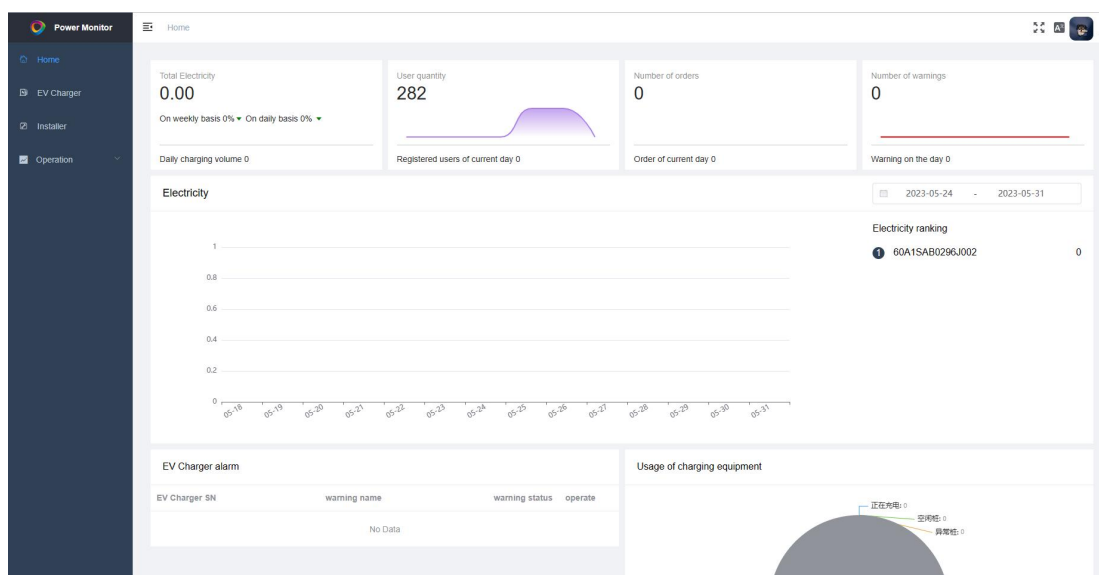 Power Monitor
Home
Home
EV Charger
Installer
Operation
Total Electricity
0.00
On weekly basis 0% On daily basis 0%
Daily charging volume 0
User quantity
282
Registered users of current day 0
Number of orders
0
Order of current day 0
Number of warnings
0
Warning on the day 0
Electricity
2023-05-24 - 2023-05-31
Electricity ranking
1 60A1SAB0296J002 0
1
0.8
0.6
0.4
0.2
0
05-18 05-19 05-20 05-21 05-22 05-23 05-24 05-25 05-26 05-27 05-28 05-29 05-30 05-31
EV Charger alarm
EV Charger SN warning name warning status operate
No Data
Usage of charging equipment
正在充电: 0
空闲桩: 0
异常桩: 0